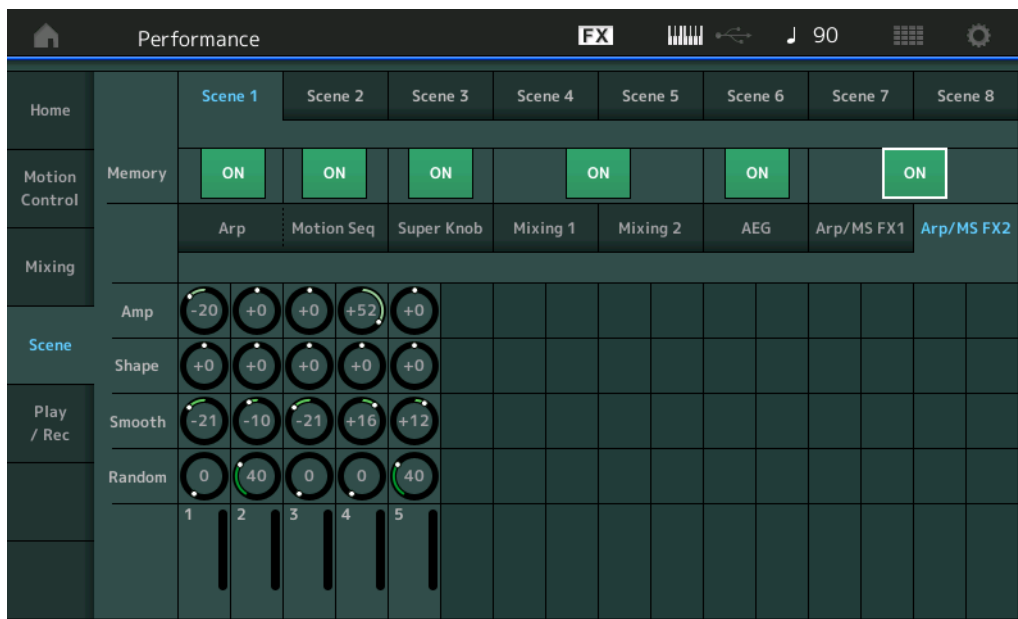 Performance FX 90
Home
Motion
Control
Mixing
Scene
Play
/ Rec
Scene 1 Scene 2 Scene 3 Scene 4 Scene 5 Scene 6 Scene 7 Scene 8
Memory ON ON ON ON ON ON
Arp Motion Seq Super Knob Mixing 1 Mixing 2 AEG Arp/MS FX1 Arp/MS FX2
Amp -20 +0 +0 +52 +0
Shape +0 +0 +0 +0 +0
Smooth -21 -10 -21 +16 +12
Random 0 40 0 0 40
1 2 3 4 5